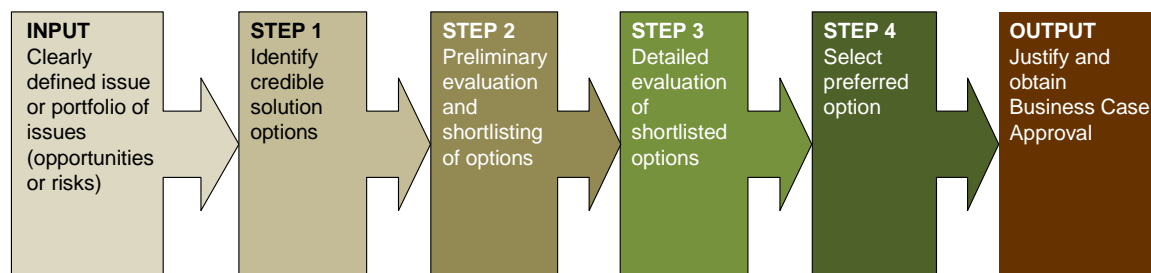 INPUT
Clearly
defined issue
or portfolio of
issues
(opportunities
or risks)
STEP 1
Identify
credible
solution
options
STEP 2
Preliminary
evaluation
and
shortlisting
of options
STEP 3
Detailed
evaluation
of
shortlisted
options
STEP 4
Select
preferred
option
OUTPUT
Justify and
obtain
Business Case
Approval